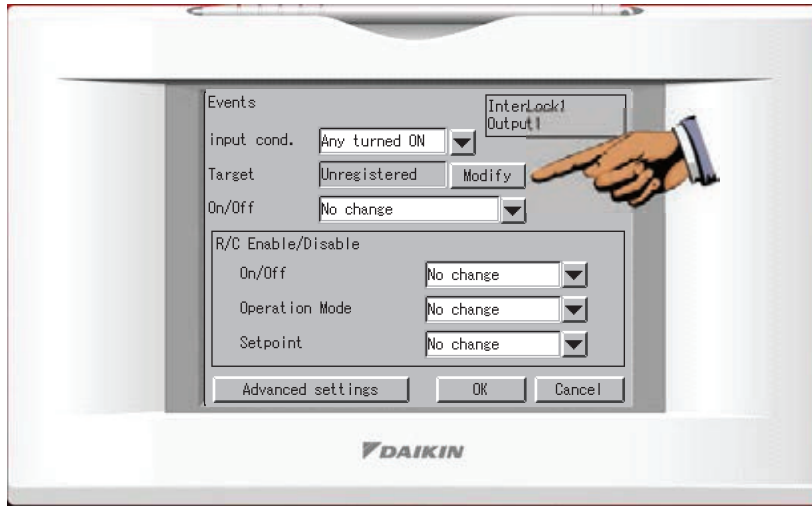 Events
InterLock1
Output1
input cond. Any turned ON
Target Unregistered Modify
On/Off No change
R/C Enable/Disable
On/Off No change
Operation Mode No change
Setpoint No change
Advanced settings OK Cancel
DAIKIN